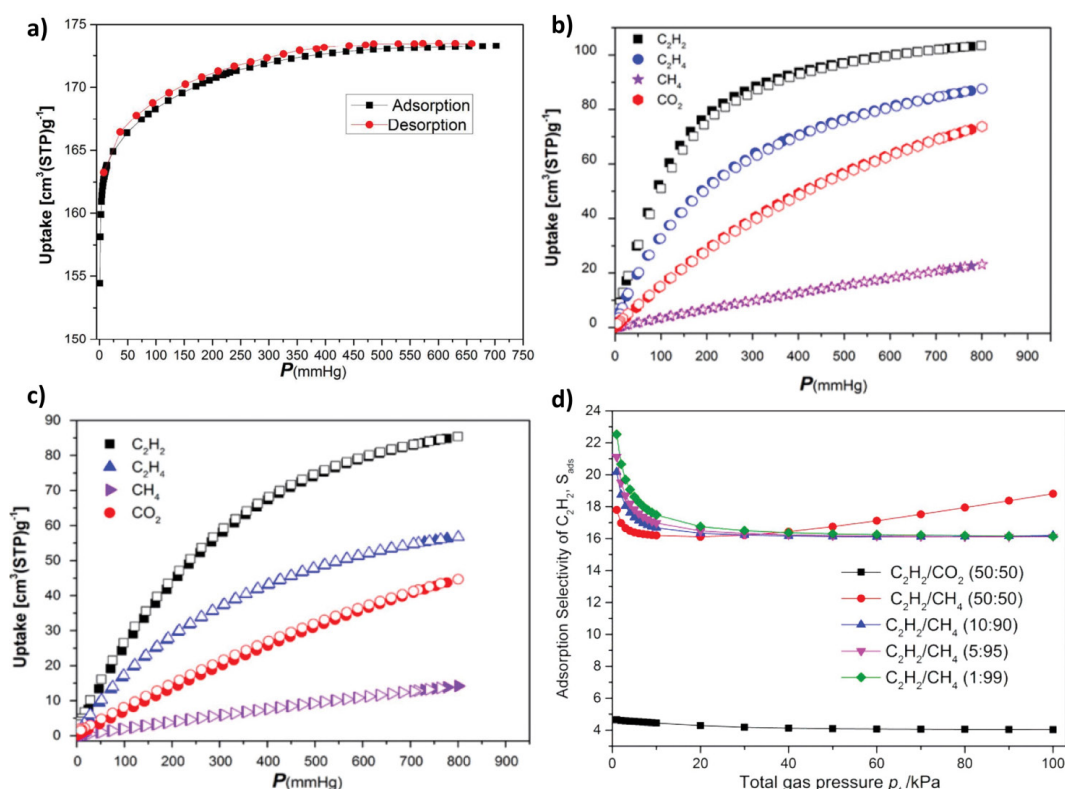 a)
175
170
165
160
155
150
Uptake [cm³(STP)g⁻¹]
Adsorption
Desorption
0 50 100 150 200 250 300 350 400 450 500 550 600 650 700 750
P(mmHg)
b)
120
100
80
60
40
20
0
Uptake [cm³(STP)g⁻¹]
C₂H₂
C₂H₄
CH₄
CO₂
0 100 200 300 400 500 600 700 800 900
P(mmHg)
c)
90
80
70
60
50
40
30
20
10
0
Uptake [cm³(STP)g⁻¹]
C₂H₂
C₂H₄
CH₄
CO₂
0 100 200 300 400 500 600 700 800 900
P(mmHg)
d)
24
22
20
18
16
14
12
10
8
6
4
Adsorption Selectivity of C₂H₂, Sₐds
C₂H₂/CO₂ (50:50)
C₂H₂/CH₄ (50:50)
C₂H₂/CH₄ (10:90)
C₂H₂/CH₄ (5:95)
C₂H₂/CH₄ (1:99)
0 20 40 60 80 100
Total gas pressure p /kPa